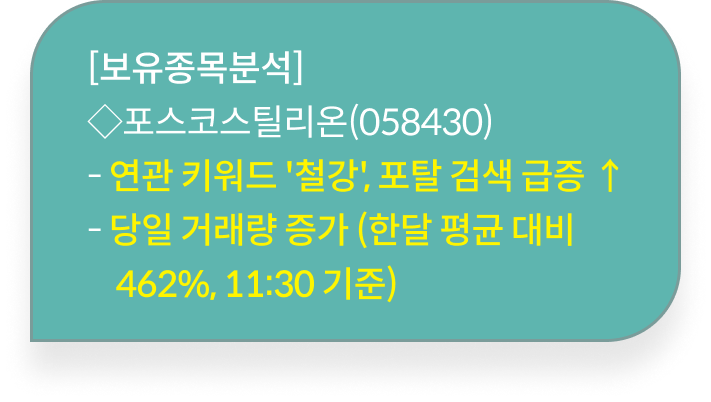 [보유종목분석]
◇포스코스틸리온(058430)
- 연관 키워드 '철강', 포탈 검색 급증 ↑
- 당일 거래량 증가 (한달 평균 대비
462%, 11:30 기준)